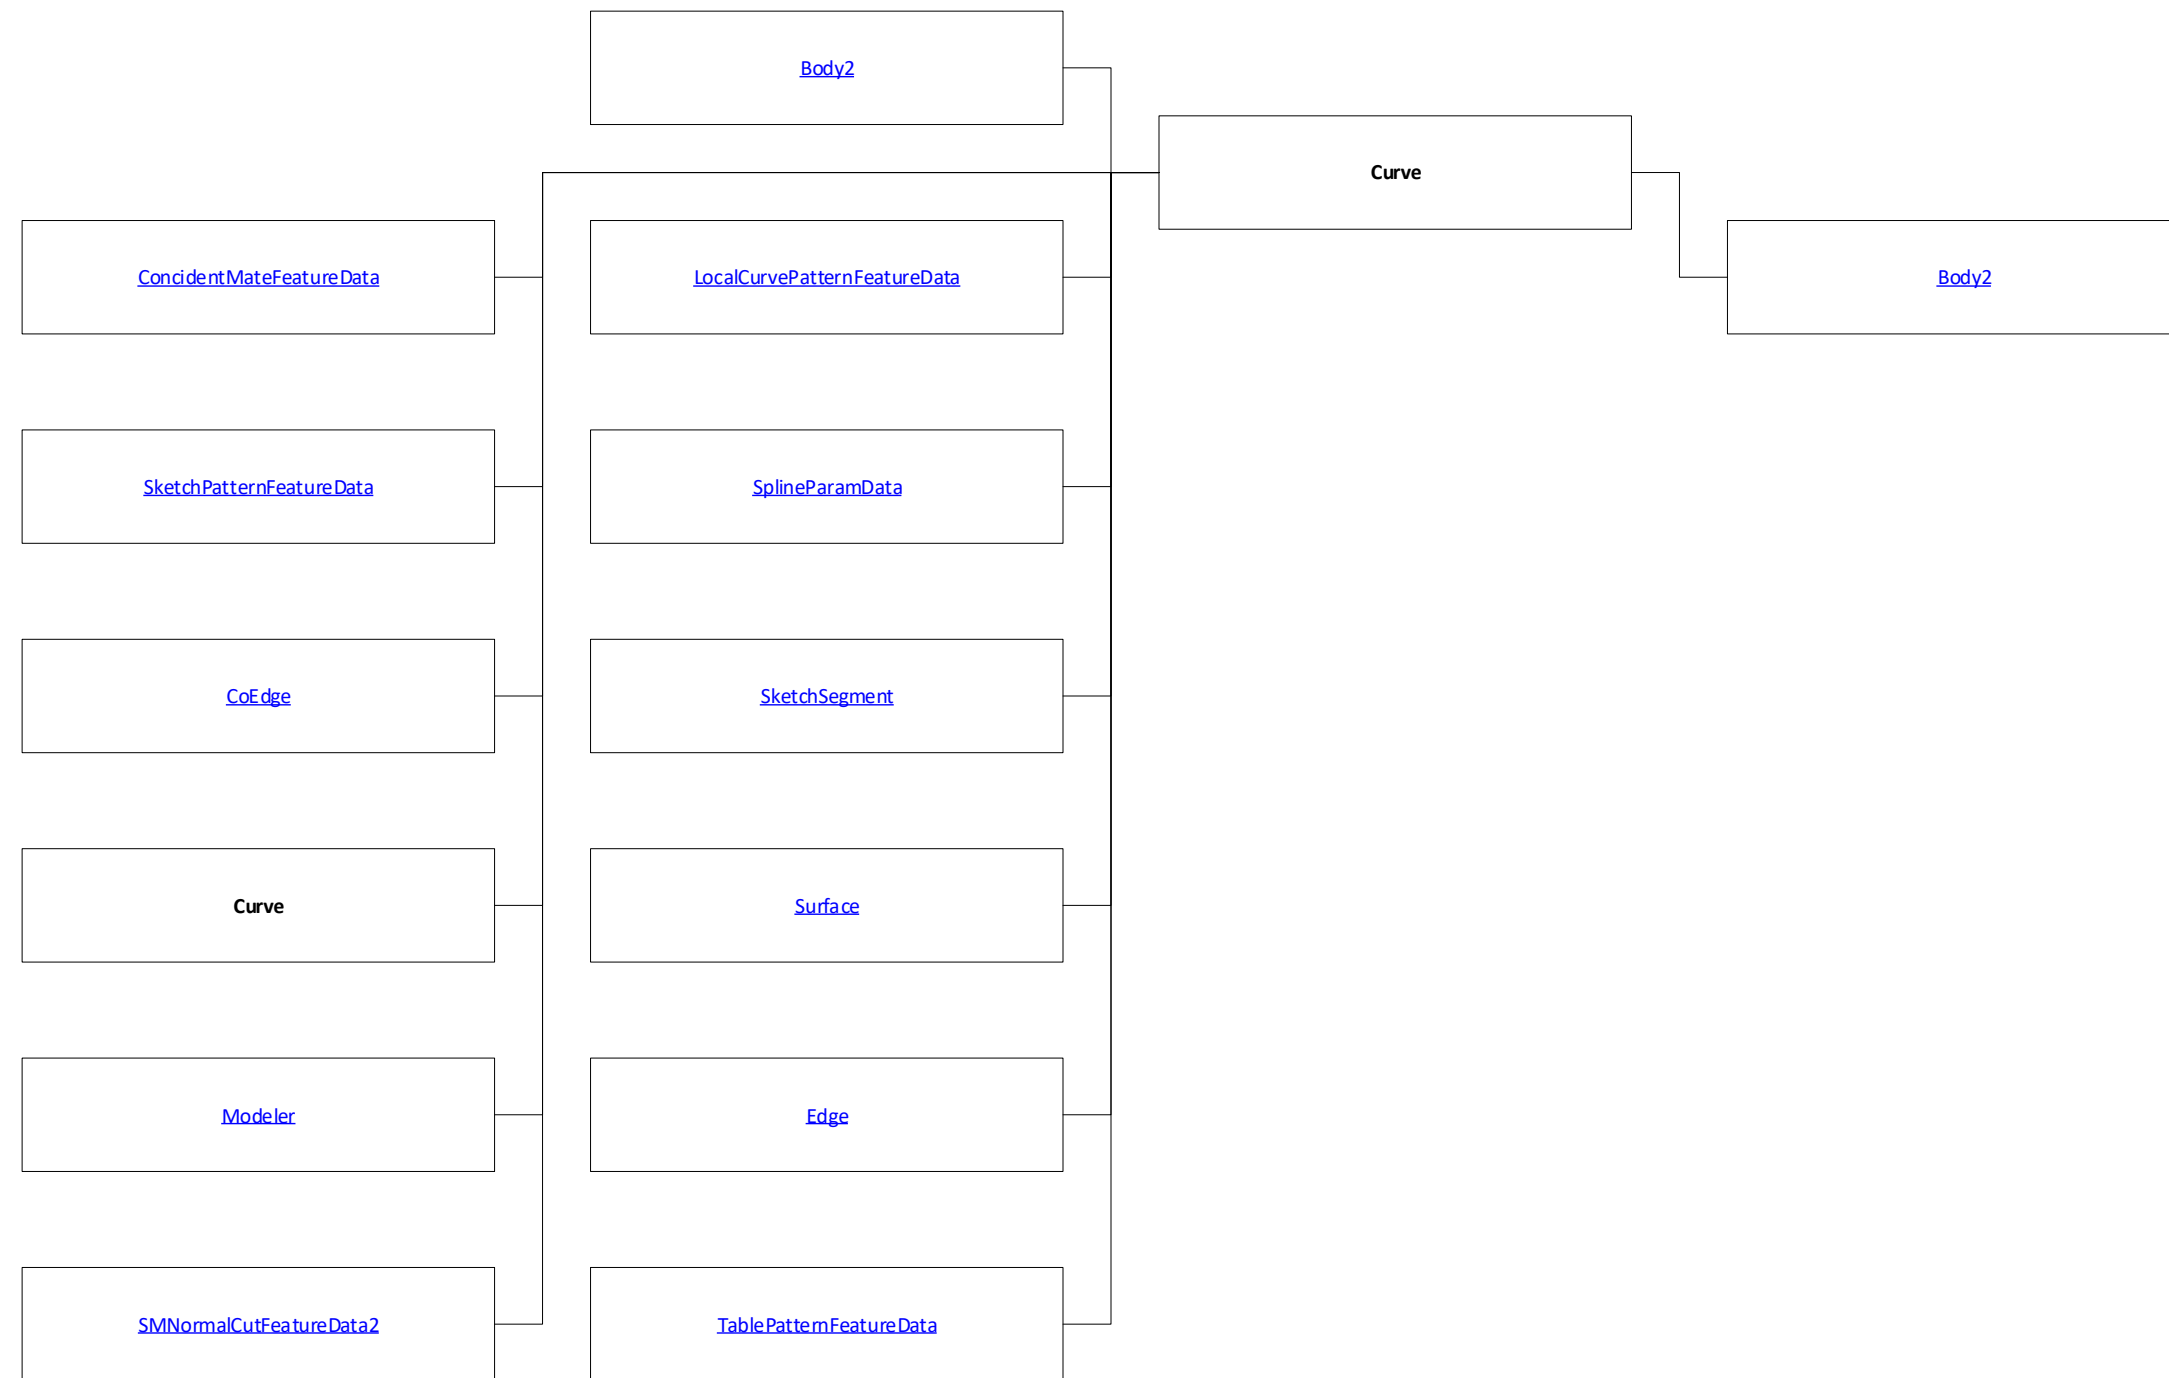 Body2
Curve
ConcidentMateFeatureData
LocalCurvePatternFeatureData
Body2
SketchPatternFeatureData
SplineParamData
CoEdge
SketchSegment
Curve
Surface
Modeler
Edge
SMNormalCutFeatureData2
TablePatternFeatureData